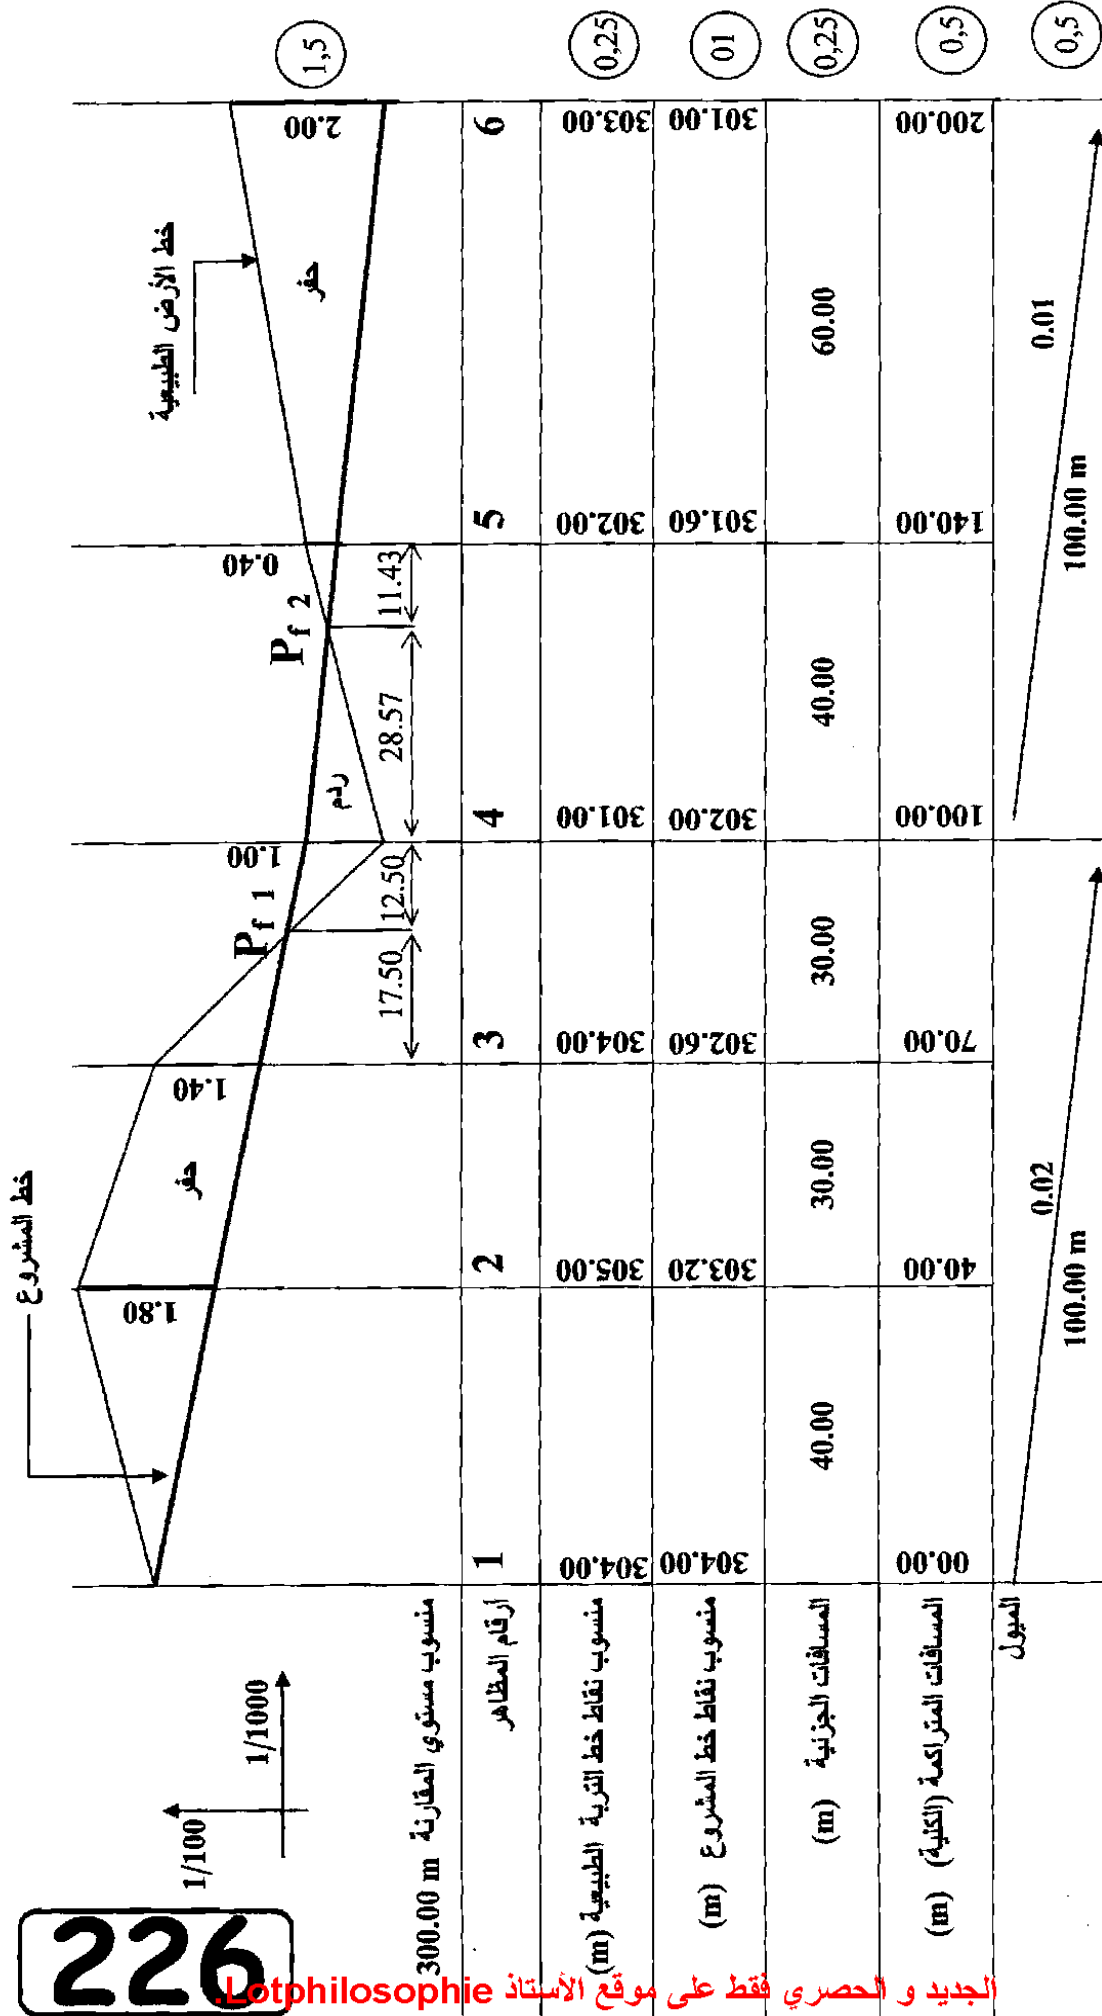 226
1/100
1/1000
خط المشروع
خط الأرض الطبيعية
حفر
ردم
حفر
1.80
1.40
P f 1
1.00
P f 2
0.40
2.00
1,5
17.50
12.50
28.57
11.43
منسوب مستوي المقارنة 300.00 m
أرقام المظاهر
1 2 3 4 5 6
منسوب نقاط خط التربة الطبيعية (m)
304.00 305.00 304.00 301.00 302.00 303.00
0,25
منسوب نقاط خط المشروع (m)
304.00 303.20 302.60 302.00 301.60 301.00
01
المسافات الجزئية (m)
40.00 30.00 30.00 40.00 60.00
0,25
المسافات المتراكمة (الكلية) (m)
00.00 40.00 70.00 100.00 140.00 200.00
0,5
الميول
0.02
100.00 m
0.01
100.00 m
0,5
الجديد و الحصري فقط على موقع الأستاذ Lotphilosophie.